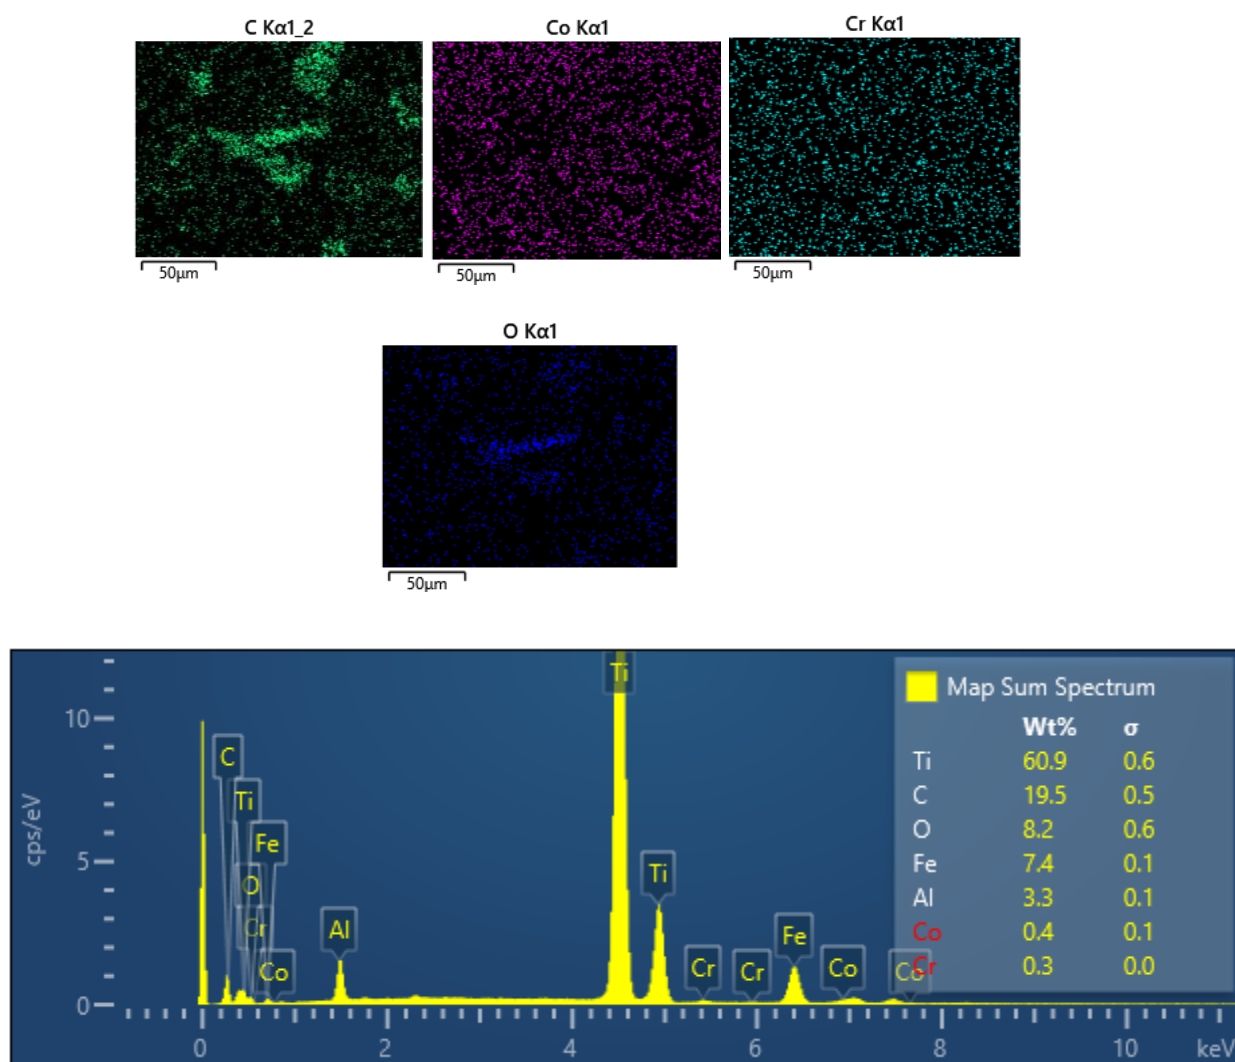 C Kα1_2
Co Kα1
Cr Kα1
50μm
50μm
50μm
O Kα1
50μm
Map Sum Spectrum
Wt% σ
Ti 60.9 0.6
C 19.5 0.5
O 8.2 0.6
Fe 7.4 0.1
Al 3.3 0.1
Co 0.4 0.1
Cr 0.3 0.0
cps/eV
10
5
0
C
Ti
Fe
O
Cr
Co
Al
Ti
Ti
Cr
Cr
Fe
Co
Co
0 2 4 6 8 10 keV